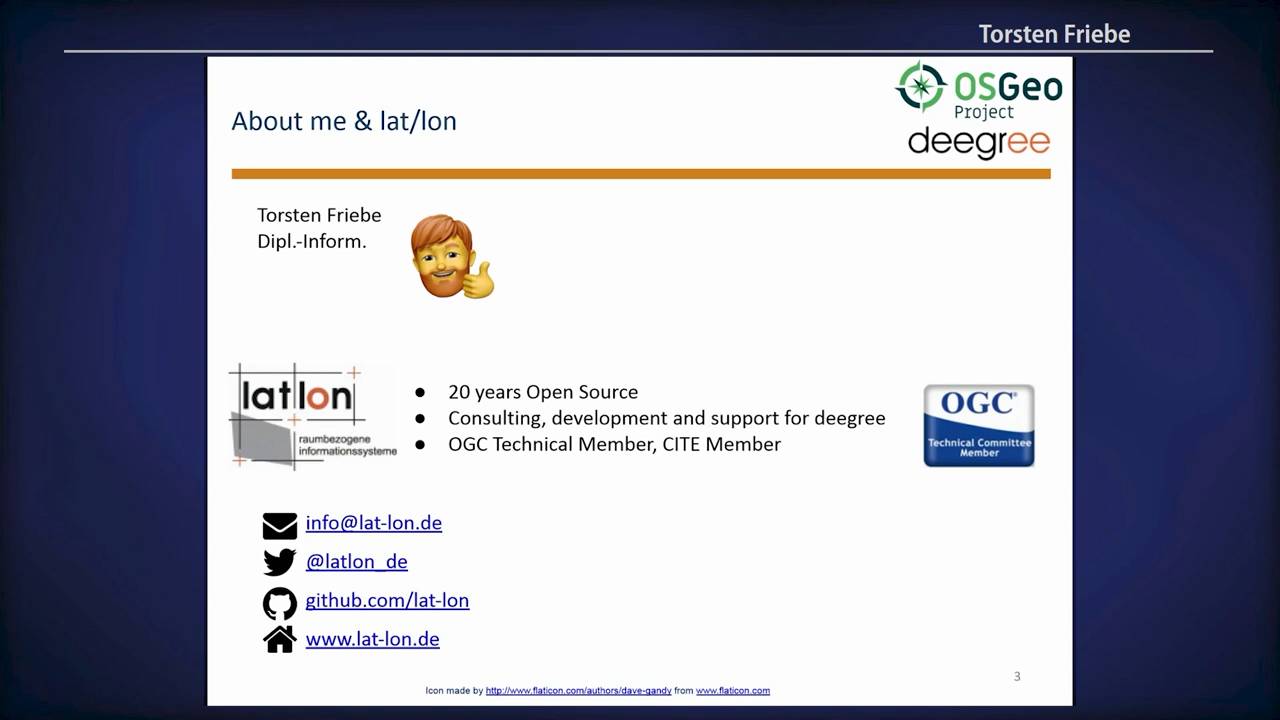 Torsten Friebe
OSGeo
Project
deegree
About me & lat/lon
Torsten Friebe
Dipl.-Inform.
lat lon
raumbezogene
informationssysteme
● 20 years Open Source
● Consulting, development and support for deegree
● OGC Technical Member, CITE Member
OGC®
Technical Committee
Member
info@lat-lon.de
@latlon_de
github.com/lat-lon
www.lat-lon.de
3
Icon made by http://www.flaticon.com/authors/dave-gandy from www.flaticon.com